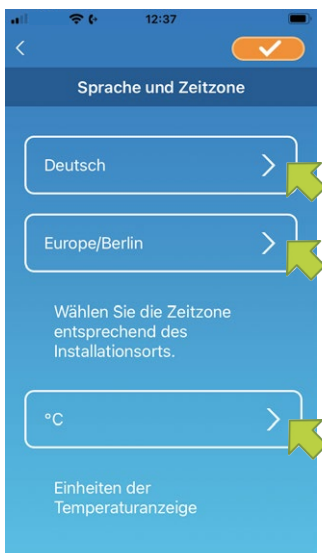 12:37
Sprache und Zeitzone
Deutsch
Europe/Berlin
Wählen Sie die Zeitzone
entsprechend des
Installationsorts.
°C
Einheiten der
Temperaturanzeige